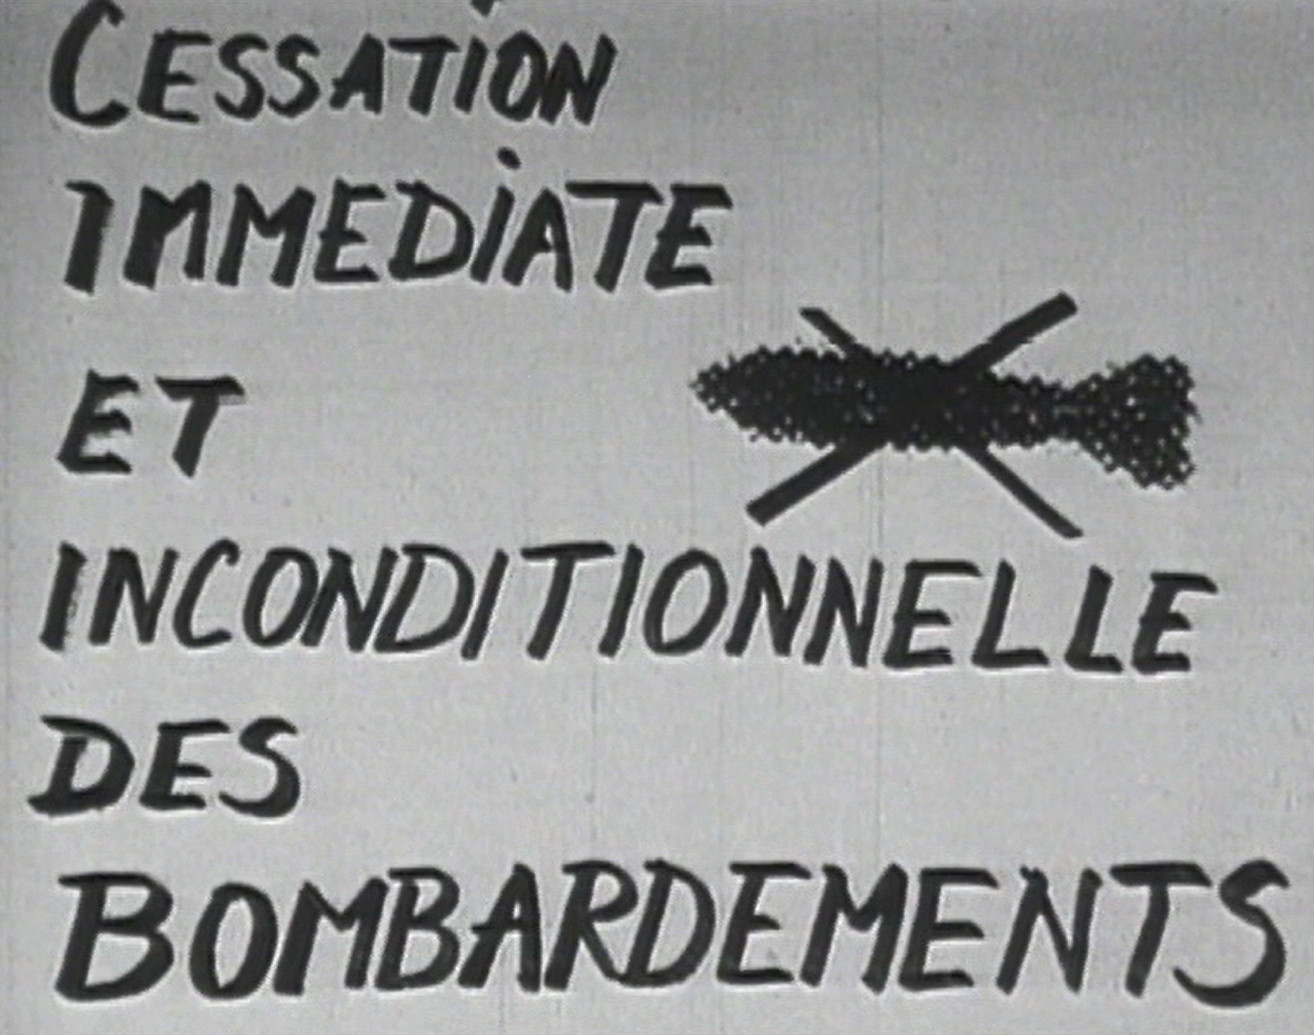 CESSATION
IMMEDIATE
ET
INCONDITIONNELLE
DES
BOMBARDEMENTS